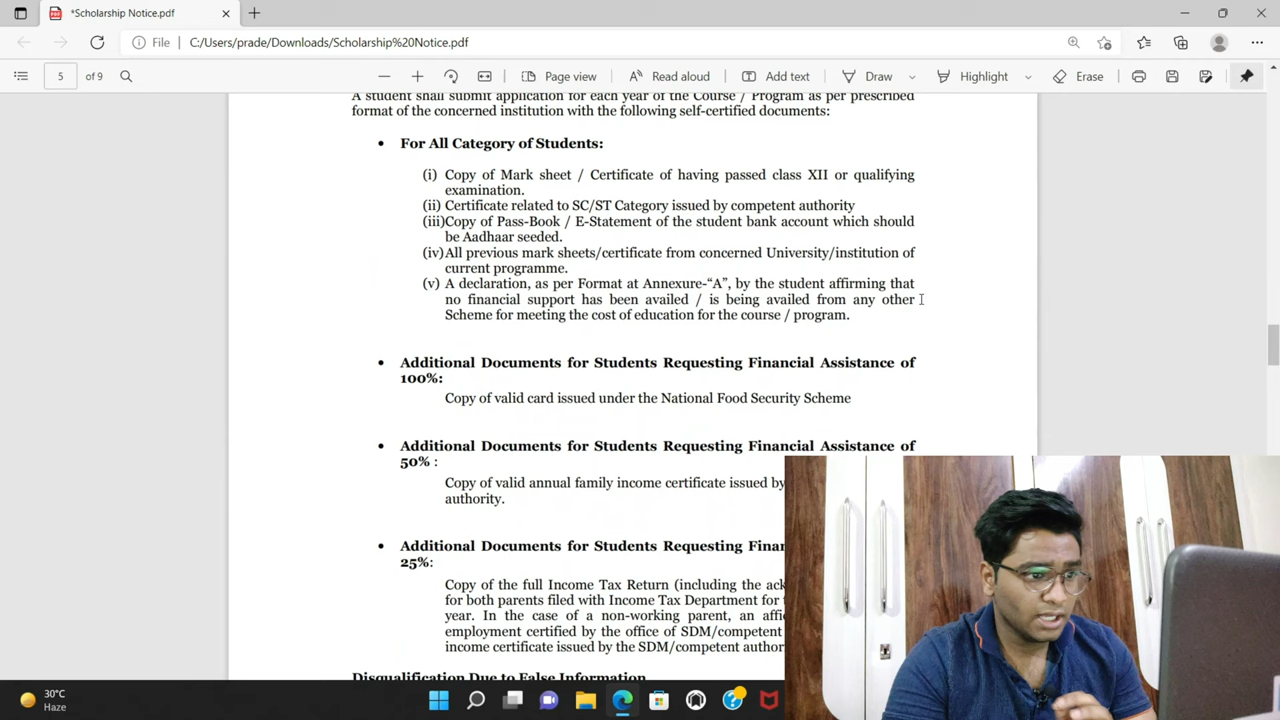 *Scholarship Notice.pdf
File
C:/Users/prade/Downloads/Scholarship%20Notice.pdf
5 of 9
Page view
Read aloud
Add text
Draw
Highlight
Erase
A student shall submit application for each year of the Course / Program as per prescribed
format of the concerned institution with the following self-certified documents:
• For All Category of Students:
(i) Copy of Mark sheet / Certificate of having passed class XII or qualifying
examination.
(ii) Certificate related to SC/ST Category issued by competent authority
(iii)Copy of Pass-Book / E-Statement of the student bank account which should
be Aadhaar seeded.
(iv)All previous mark sheets/certificate from concerned University/institution of
current programme.
(v) A declaration, as per Format at Annexure-“A”, by the student affirming that
no financial support has been availed / is being availed from any other
Scheme for meeting the cost of education for the course / program.
• Additional Documents for Students Requesting Financial Assistance of
100%:
Copy of valid card issued under the National Food Security Scheme
• Additional Documents for Students Requesting Financial Assistance of
50% :
Copy of valid annual family income certificate issued by
authority.
• Additional Documents for Students Requesting Finan
25%:
Copy of the full Income Tax Return (including the ack
for both parents filed with Income Tax Department for
year. In the case of a non-working parent, an affi
employment certified by the office of SDM/competent
income certificate issued by the SDM/competent author
Disqualification Due to False Information
30°C
Haze